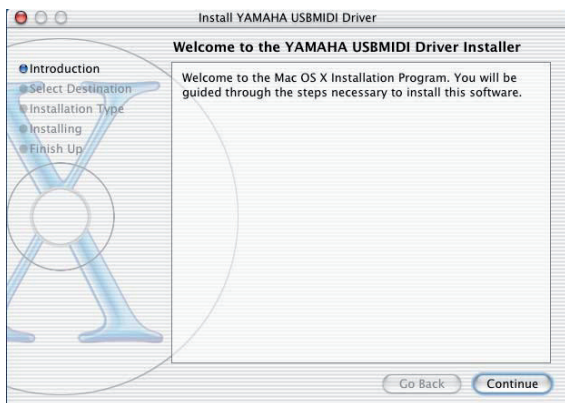 Install YAMAHA USBMIDI Driver
Welcome to the YAMAHA USBMIDI Driver Installer
Introduction
Select Destination
Installation Type
Installing
Finish Up
Welcome to the Mac OS X Installation Program. You will be
guided through the steps necessary to install this software.
Go Back
Continue